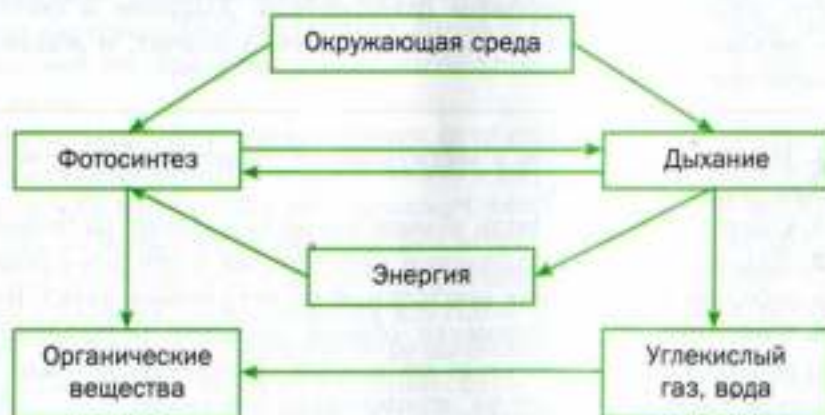 Окружающая среда
Фотосинтез
Дыхание
Энергия
Органические
вещества
Углекислый
газ, вода